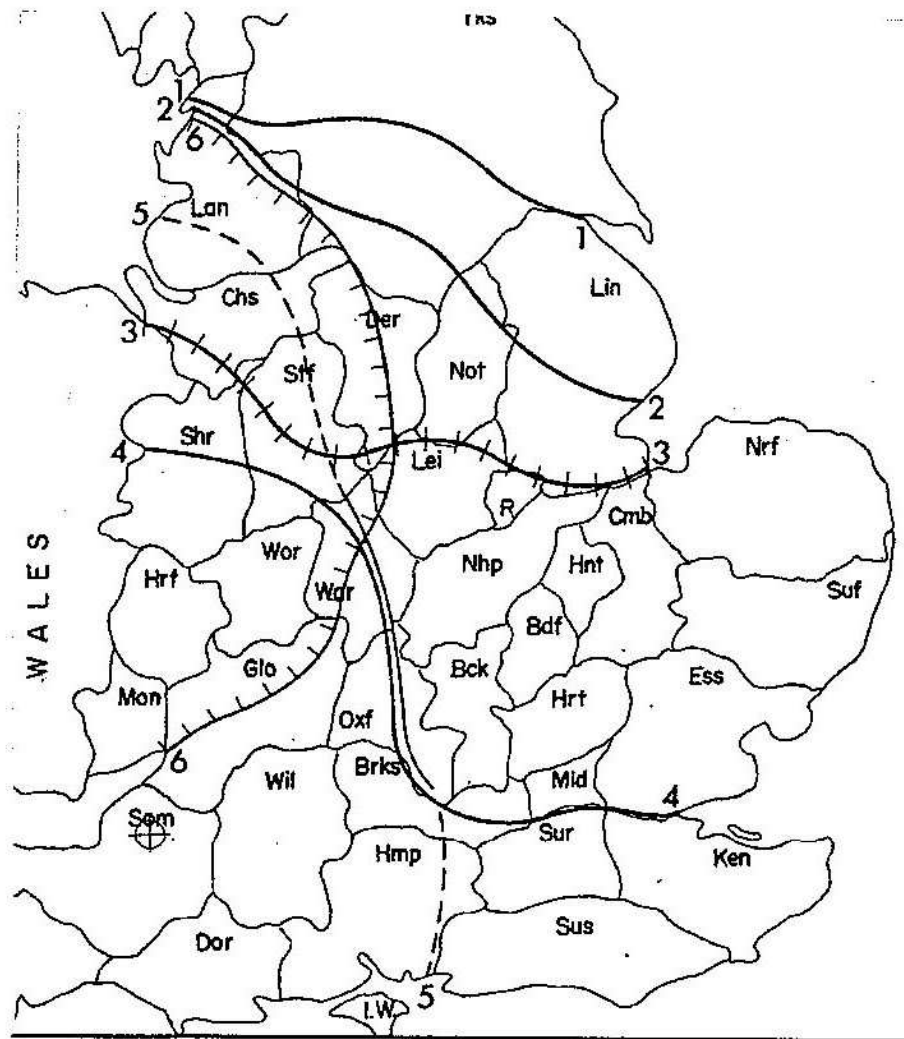 1
2
6
5
Lan
1
Lin
Chs
Der
3
Stf
Not
2
Shr
4
Lei
3
Nrf
R
Cmb
WALES
Wor
Nhp
Hnt
Hrf
War
Suf
Bdf
Glo
Bck
Ess
Mon
Hrt
Oxf
6
Wil
Brks
Mld
4
Som
Sur
Hmp
Ken
Dor
Sus
5
I.W.